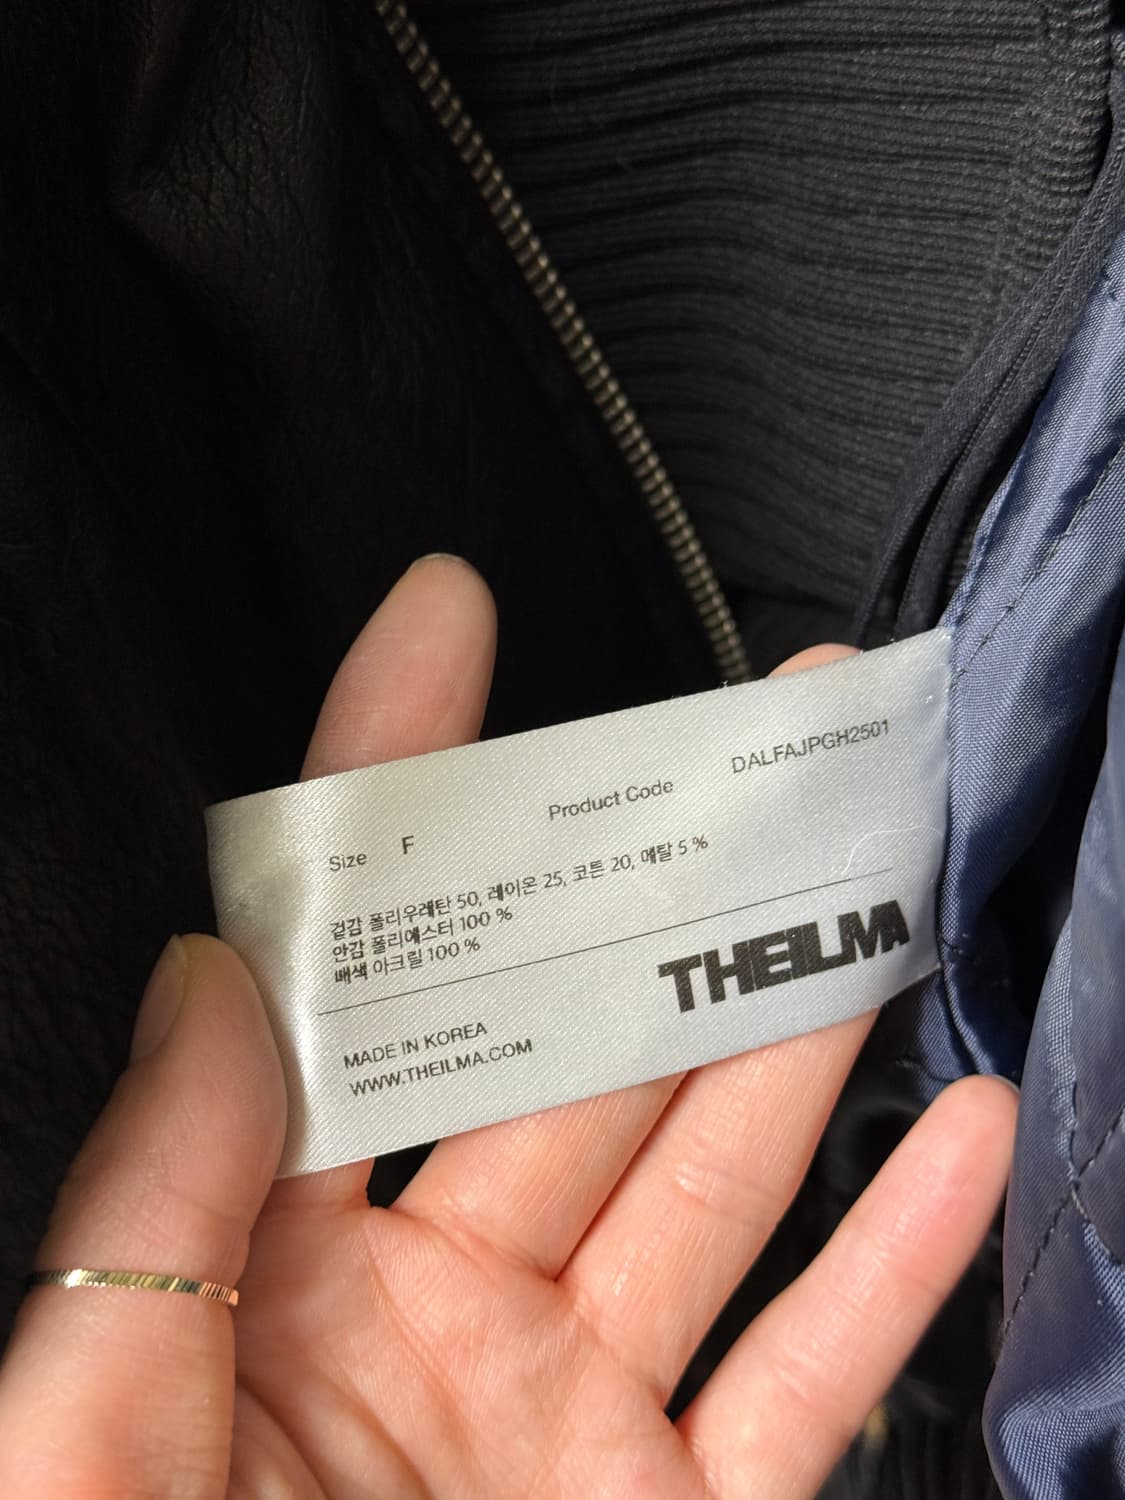 Size F Product Code DALFAJPGH2501
겉감 폴리우레탄 50, 레이온 25, 코튼 20, 메탈 5 %
안감 폴리에스터 100 %
배색 아크릴 100 %
THEILMA
MADE IN KOREA
WWW.THEILMA.COM